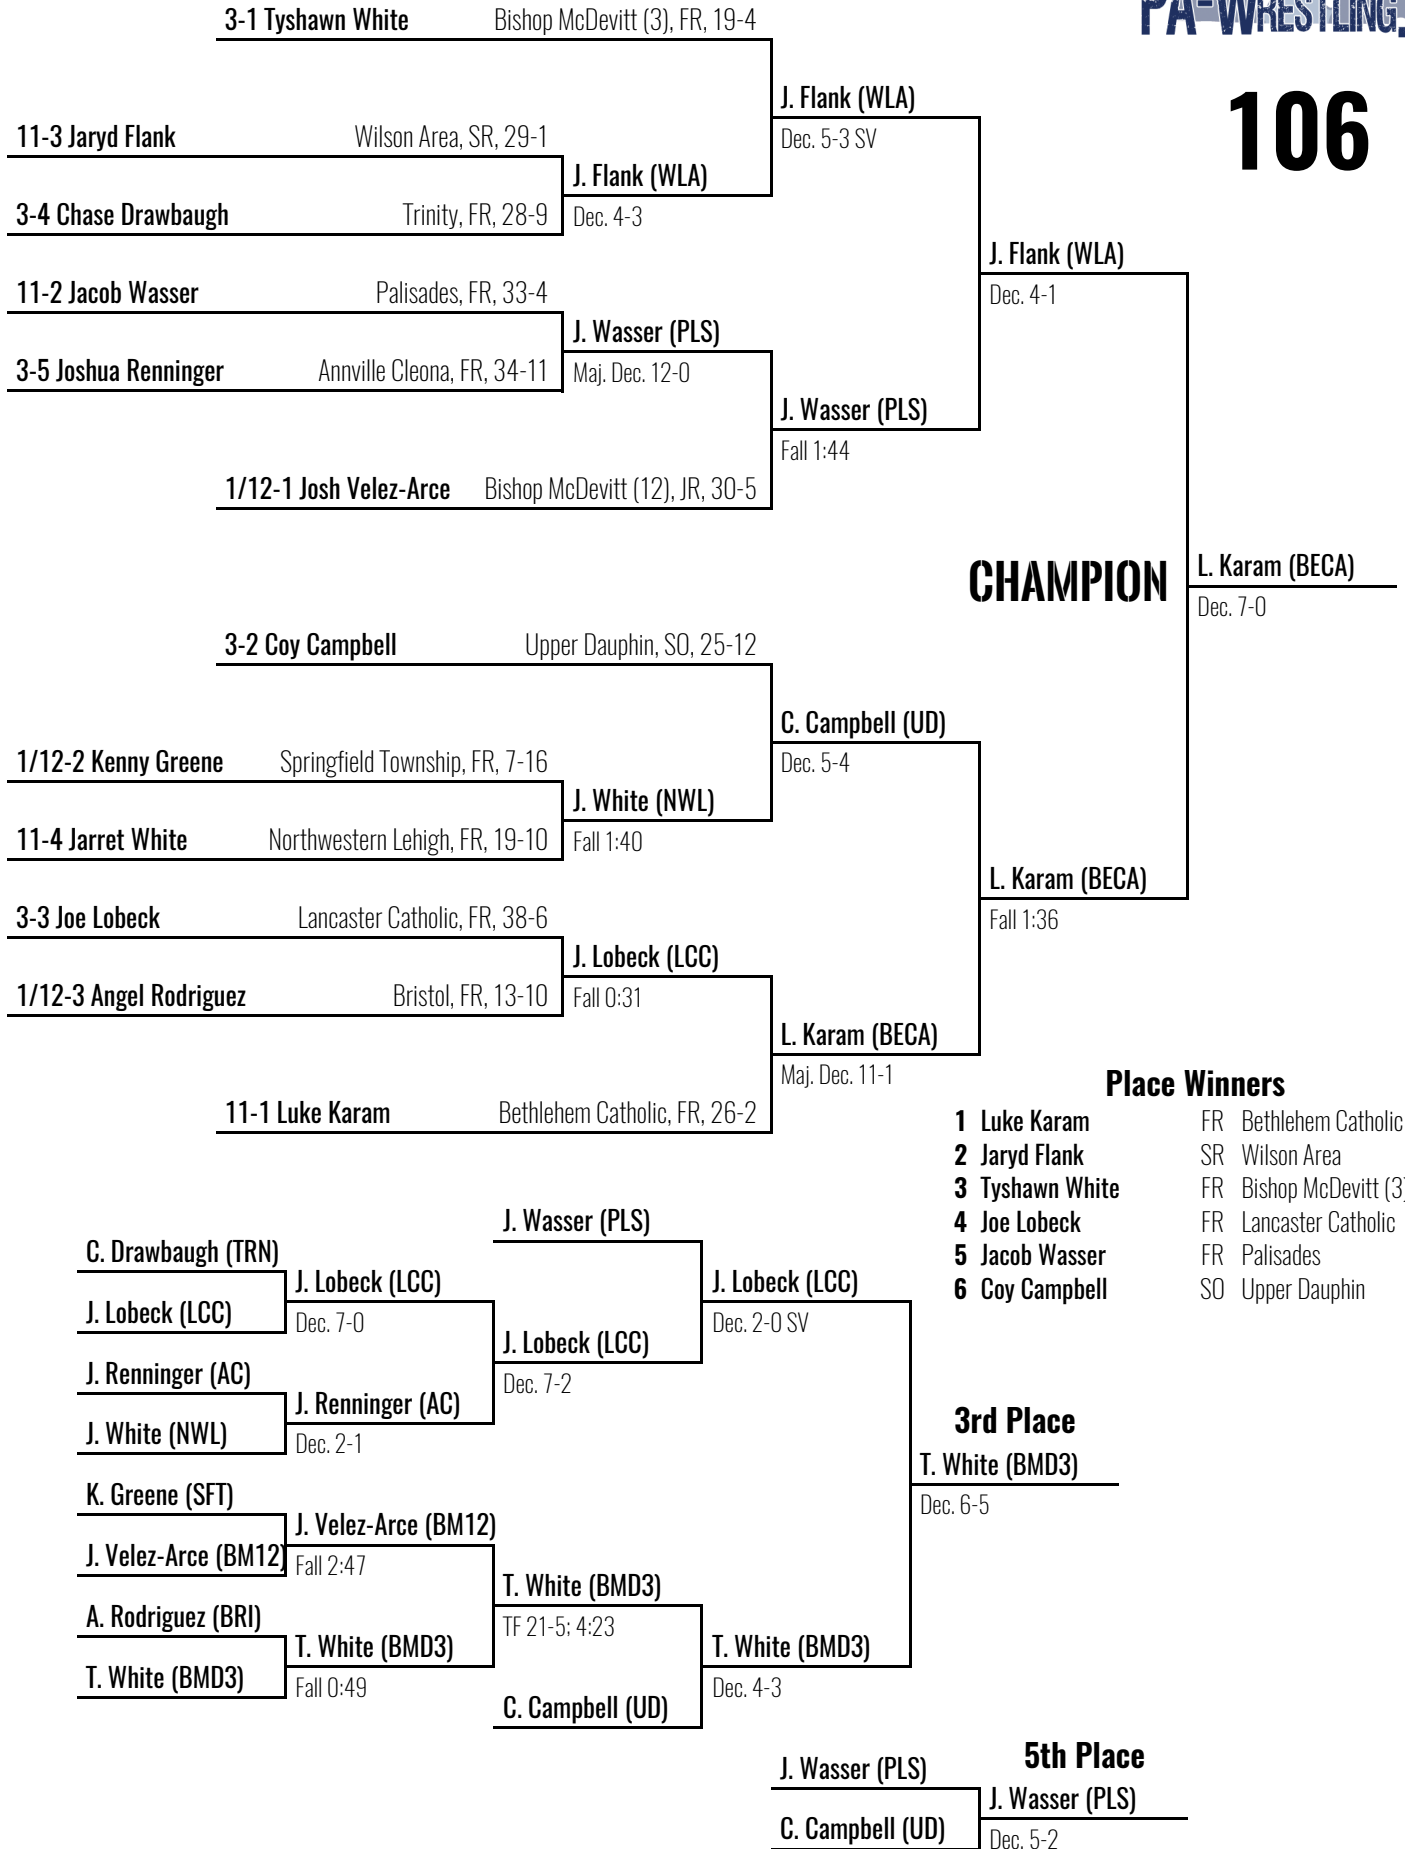 PA-WRESTLING.
106
3-1 Tyshawn White Bishop McDevitt (3), FR, 19-4
J. Flank (WLA)
Dec. 5-3 SV
11-3 Jaryd Flank Wilson Area, SR, 29-1
J. Flank (WLA)
Dec. 4-3
3-4 Chase Drawbaugh Trinity, FR, 28-9
J. Flank (WLA)
Dec. 4-1
11-2 Jacob Wasser Palisades, FR, 33-4
J. Wasser (PLS)
Maj. Dec. 12-0
3-5 Joshua Renninger Annville Cleona, FR, 34-11
J. Wasser (PLS)
Fall 1:44
1/12-1 Josh Velez-Arce Bishop McDevitt (12), JR, 30-5
CHAMPION
L. Karam (BECA)
Dec. 7-0
3-2 Coy Campbell Upper Dauphin, SO, 25-12
C. Campbell (UD)
Dec. 5-4
1/12-2 Kenny Greene Springfield Township, FR, 7-16
J. White (NWL)
Fall 1:40
11-4 Jarret White Northwestern Lehigh, FR, 19-10
L. Karam (BECA)
Fall 1:36
3-3 Joe Lobeck Lancaster Catholic, FR, 38-6
J. Lobeck (LCC)
Fall 0:31
1/12-3 Angel Rodriguez Bristol, FR, 13-10
L. Karam (BECA)
Maj. Dec. 11-1
11-1 Luke Karam Bethlehem Catholic, FR, 26-2
Place Winners
1 Luke Karam FR Bethlehem Catholic
2 Jaryd Flank SR Wilson Area
3 Tyshawn White FR Bishop McDevitt (3)
4 Joe Lobeck FR Lancaster Catholic
5 Jacob Wasser FR Palisades
6 Coy Campbell SO Upper Dauphin
J. Wasser (PLS)
C. Drawbaugh (TRN)
J. Lobeck (LCC)
Dec. 7-0
J. Lobeck (LCC)
J. Lobeck (LCC)
Dec. 2-0 SV
J. Lobeck (LCC)
Dec. 7-2
J. Renninger (AC)
J. Renninger (AC)
Dec. 2-1
J. White (NWL)
3rd Place
T. White (BMD3)
Dec. 6-5
K. Greene (SFT)
J. Velez-Arce (BM12)
Fall 2:47
J. Velez-Arce (BM12)
T. White (BMD3)
TF 21-5; 4:23
A. Rodriguez (BRI)
T. White (BMD3)
Fall 0:49
T. White (BMD3)
T. White (BMD3)
Dec. 4-3
C. Campbell (UD)
5th Place
J. Wasser (PLS)
J. Wasser (PLS)
Dec. 5-2
C. Campbell (UD)